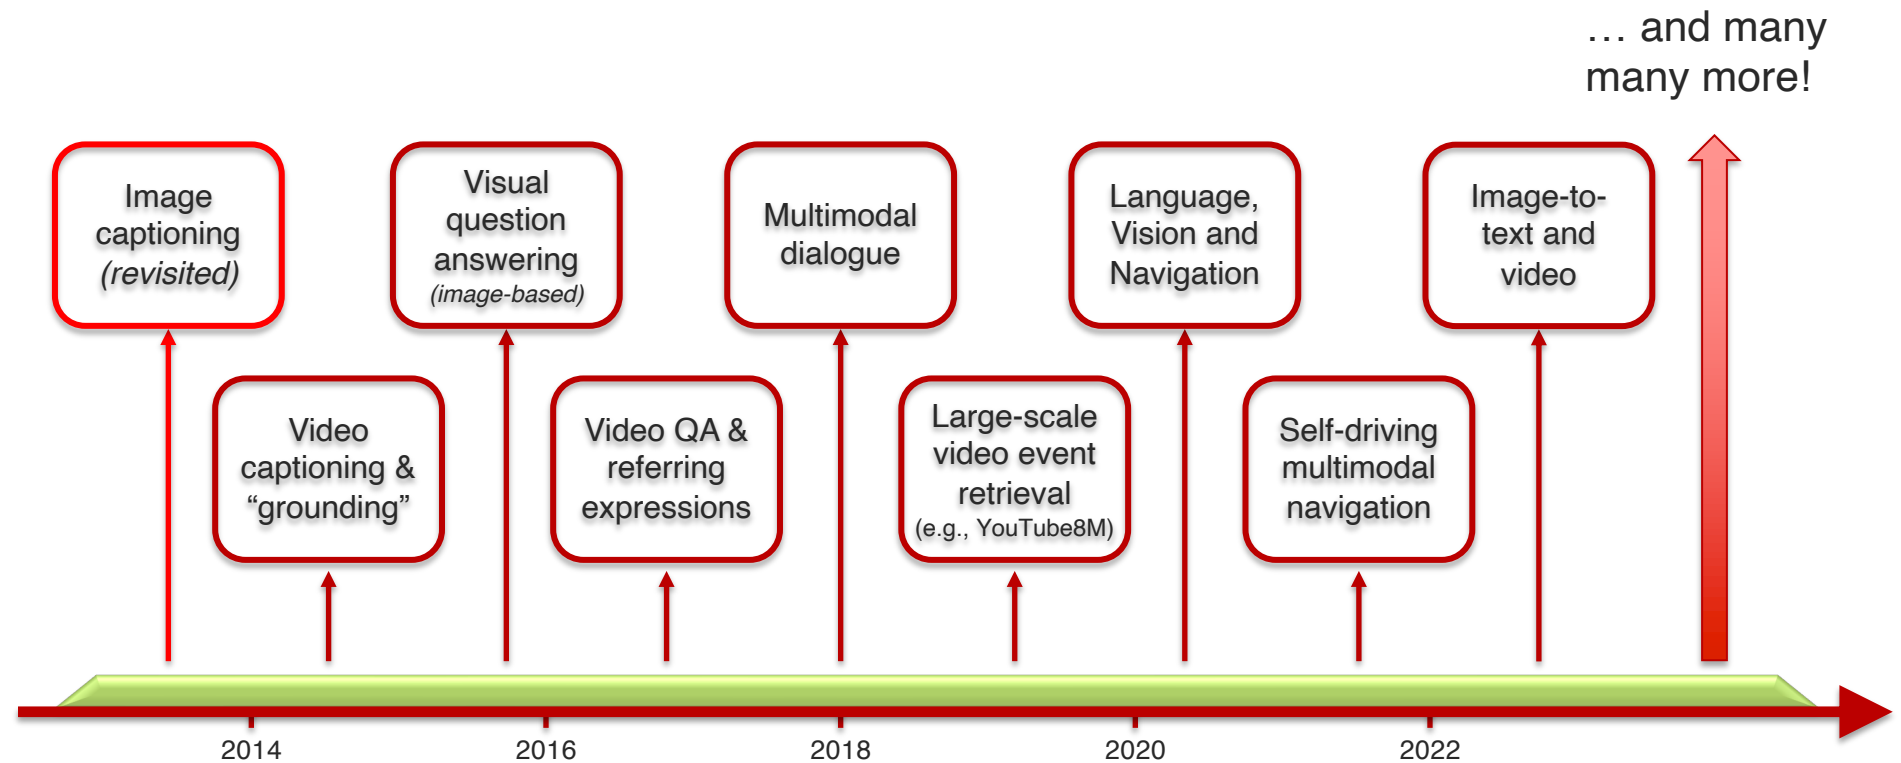 … and many
many more!
Image
captioning
(revisited)
Visual
question
answering
(image-based)
Multimodal
dialogue
Language,
Vision and
Navigation
Image-to-
text and
video
Video
captioning &
“grounding”
Video QA &
referring
expressions
Large-scale
video event
retrieval
(e.g., YouTube8M)
Self-driving
multimodal
navigation
2014
2016
2018
2020
2022